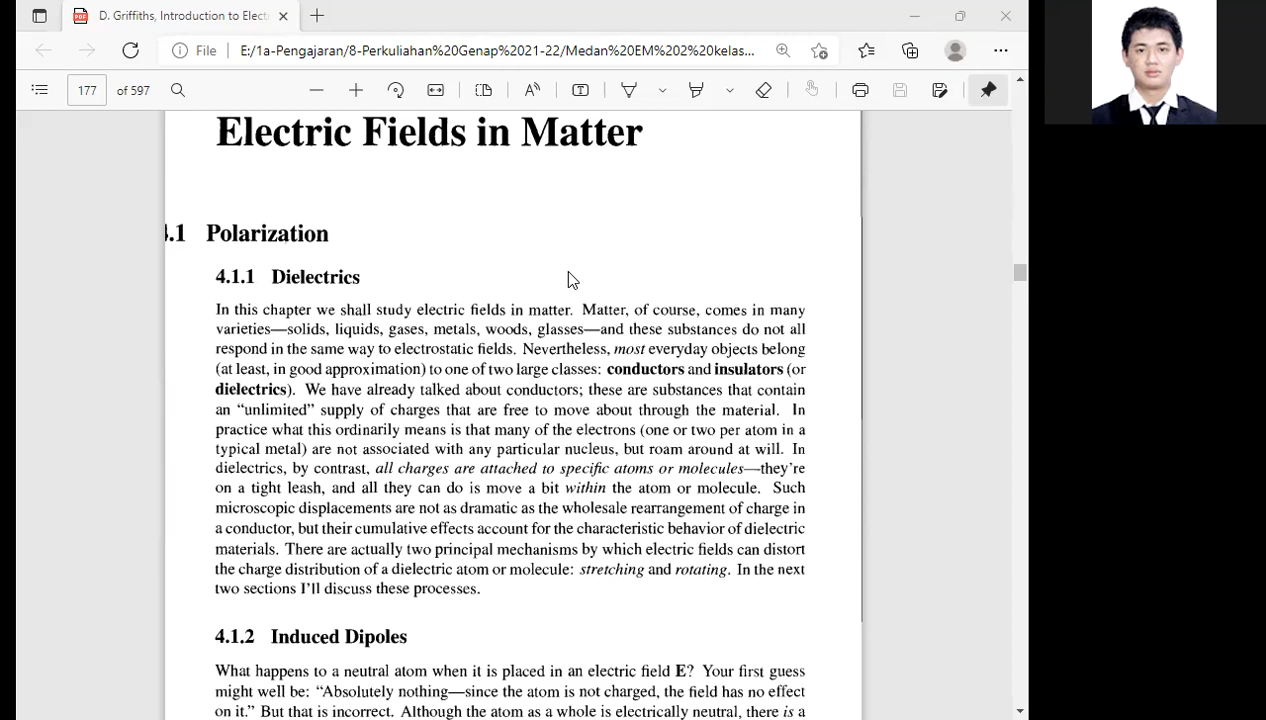 D. Griffiths, Introduction to Elect
File
E:/1a-Pengajaran/8-Perkuliahan%20Genap%2021-22/Medan%20EM%202%20kelas...
177 of 597
Electric Fields in Matter
4.1 Polarization
4.1.1 Dielectrics
In this chapter we shall study electric fields in matter. Matter, of course, comes in many
varieties—solids, liquids, gases, metals, woods, glasses—and these substances do not all
respond in the same way to electrostatic fields. Nevertheless, most everyday objects belong
(at least, in good approximation) to one of two large classes: conductors and insulators (or
dielectrics). We have already talked about conductors; these are substances that contain
an “unlimited” supply of charges that are free to move about through the material. In
practice what this ordinarily means is that many of the electrons (one or two per atom in a
typical metal) are not associated with any particular nucleus, but roam around at will. In
dielectrics, by contrast, all charges are attached to specific atoms or molecules—they’re
on a tight leash, and all they can do is move a bit within the atom or molecule. Such
microscopic displacements are not as dramatic as the wholesale rearrangement of charge in
a conductor, but their cumulative effects account for the characteristic behavior of dielectric
materials. There are actually two principal mechanisms by which electric fields can distort
the charge distribution of a dielectric atom or molecule: stretching and rotating. In the next
two sections I’ll discuss these processes.
4.1.2 Induced Dipoles
What happens to a neutral atom when it is placed in an electric field E? Your first guess
might well be: “Absolutely nothing—since the atom is not charged, the field has no effect
on it.” But that is incorrect. Although the atom as a whole is electrically neutral, there is a